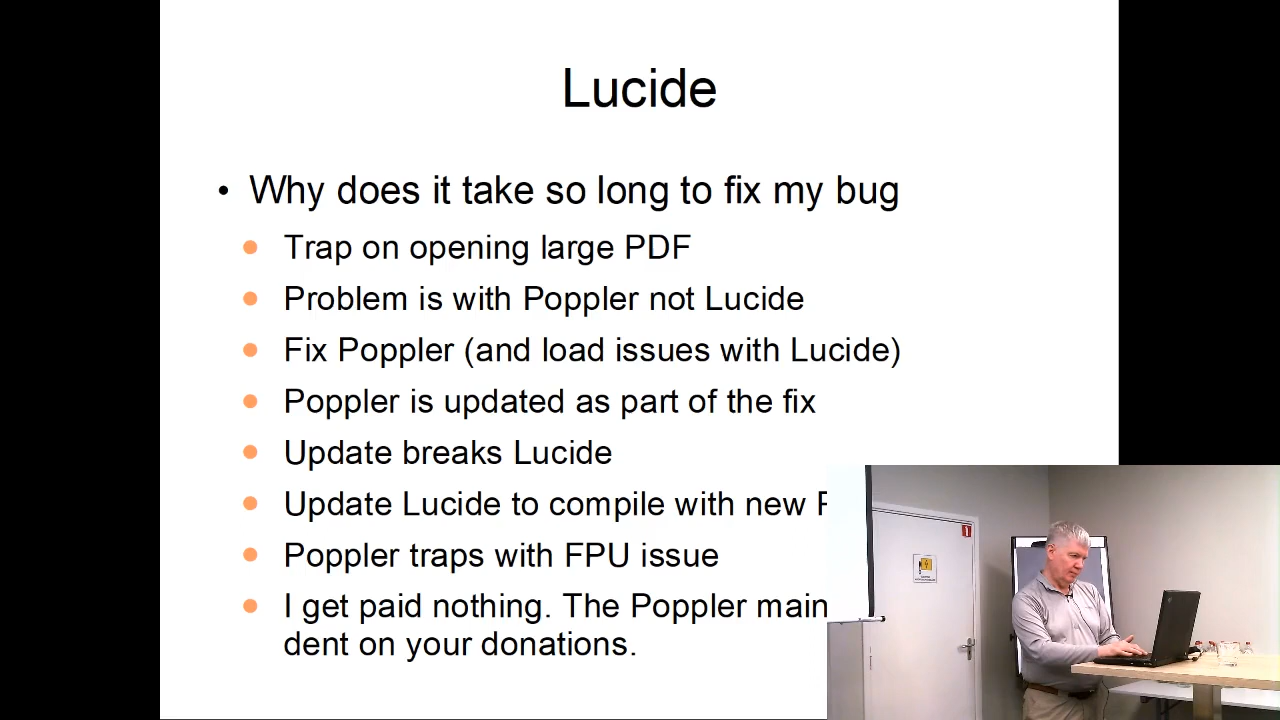 Lucide
• Why does it take so long to fix my bug
• Trap on opening large PDF
• Problem is with Poppler not Lucide
• Fix Poppler (and load issues with Lucide)
• Poppler is updated as part of the fix
• Update breaks Lucide
• Update Lucide to compile with new
• Poppler traps with FPU issue
• I get paid nothing. The Poppler main
dent on your donations.